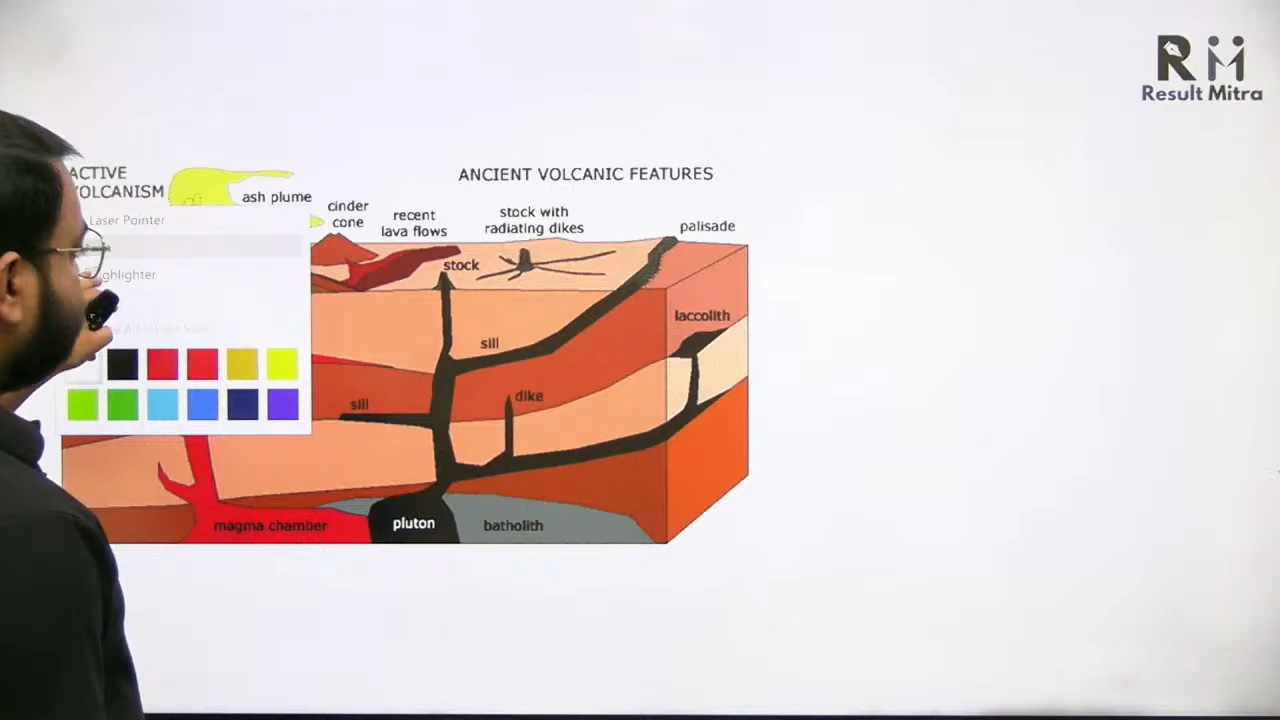 Result Mitra
ACTIVE
VOLCANISM
ash plume
ANCIENT VOLCANIC FEATURES
cinder
cone
recent
lava flows
stock with
radiating dikes
palisade
Laser Pointer
Highlighter
stock
laccolith
sill
sill
dike
magma chamber
pluton
batholith